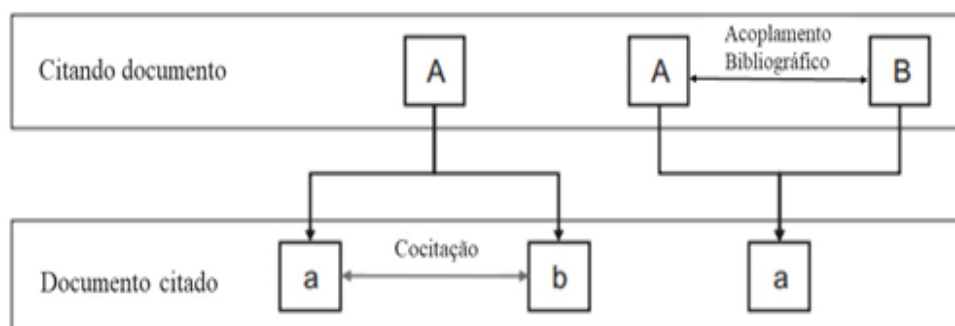 Citando documento
A
A
Acoplamento
Bibliográfico
B
Documento citado
a
Cocitação
b
a